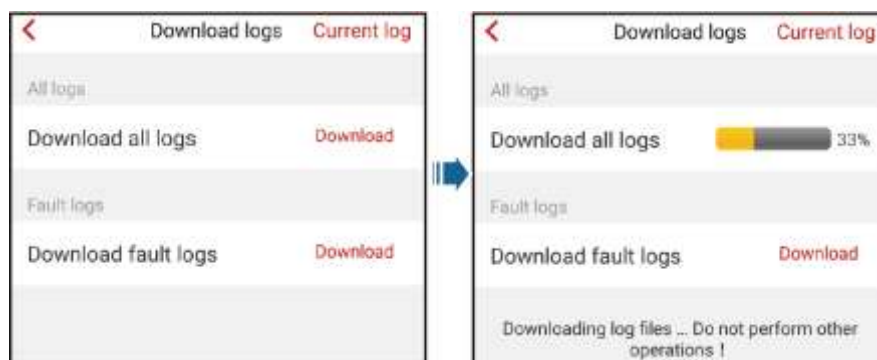 Download logs Current log
All logs
Download all logs Download
Fault logs
Download fault logs Download
Download logs Current log
All logs
Download all logs 33%
Fault logs
Download fault logs Download
Downloading log files ... Do not perform other
operations !